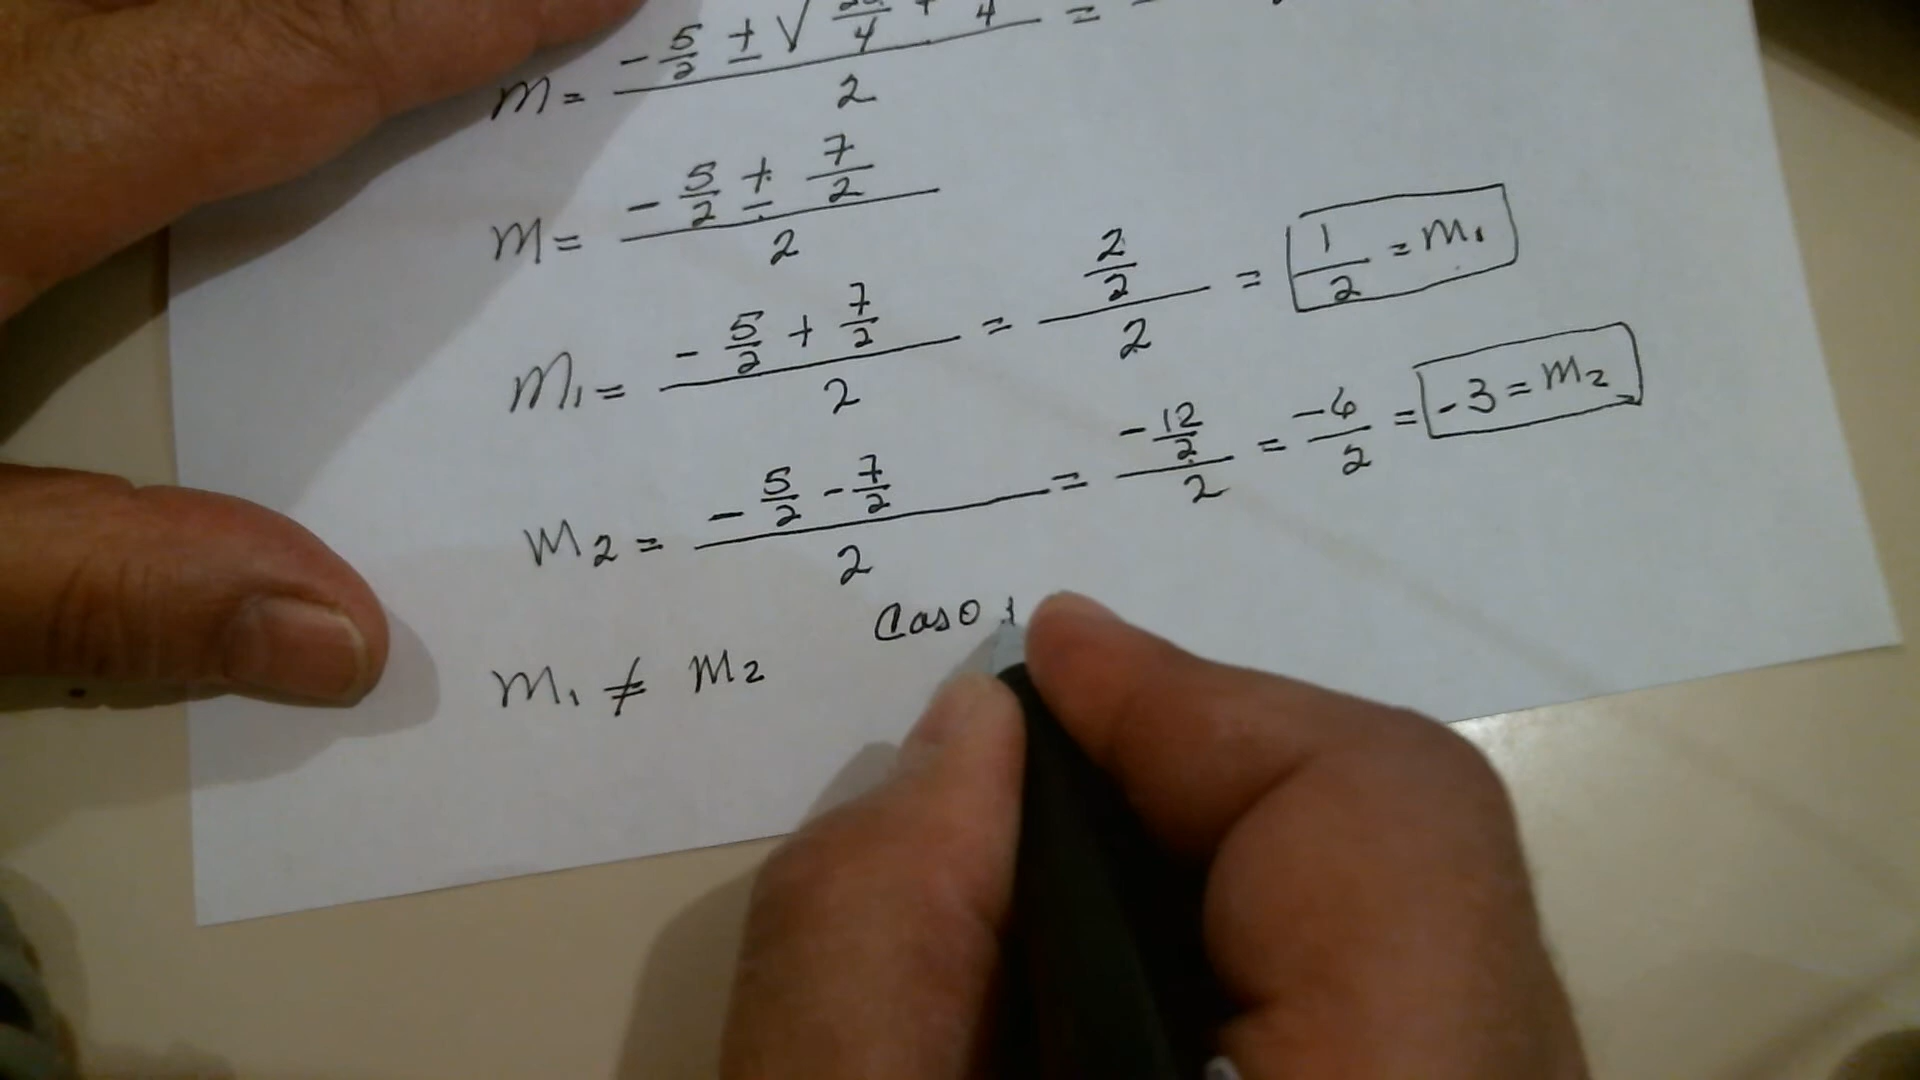 m = (-5/2 ± √ /4 + 4) / 2 =
m = (-5/2 ± 7/2) / 2
m₁ = (-5/2 + 7/2) / 2 = (2/2) / 2 = 1/2 = m₁
m₂ = (-5/2 - 7/2) / 2 = (-12/2) / 2 = -6/2 = -3 = m₂
Caso 1
m₁ ≠ m₂